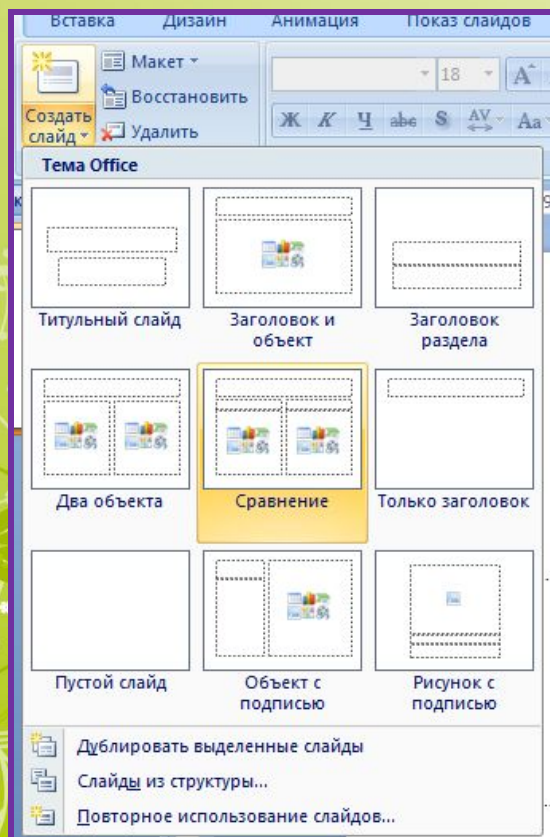 Вставка Дизайн Анимация Показ слайдов
Макет
Восстановить
Удалить
Создать
слайд
18 A
Ж К Ч abe S AV Aa
Тема Office
Титульный слайд
Заголовок и
объект
Заголовок
раздела
Два объекта
Сравнение
Только заголовок
Пустой слайд
Объект с
подписью
Рисунок с
подписью
Дублировать выделенные слайды
Слайды из структуры...
Повторное использование слайдов...